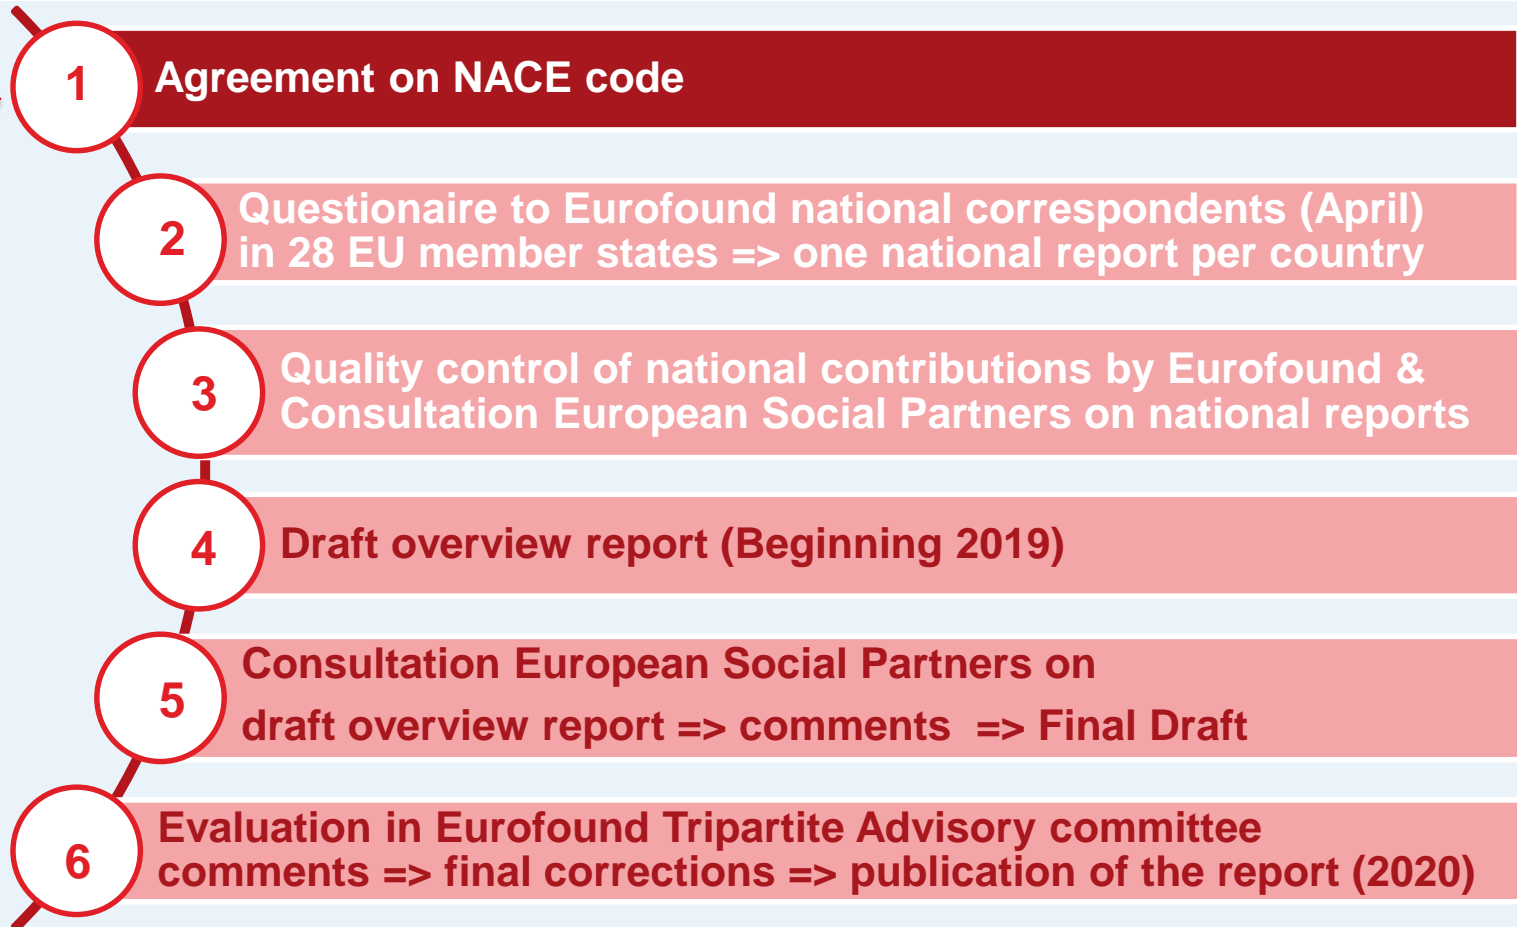 1
Agreement on NACE code
2
Questionaire to Eurofound national correspondents (April)
in 28 EU member states => one national report per country
3
Quality control of national contributions by Eurofound &
Consultation European Social Partners on national reports
4
Draft overview report (Beginning 2019)
5
Consultation European Social Partners on
draft overview report => comments => Final Draft
6
Evaluation in Eurofound Tripartite Advisory committee
comments => final corrections => publication of the report (2020)